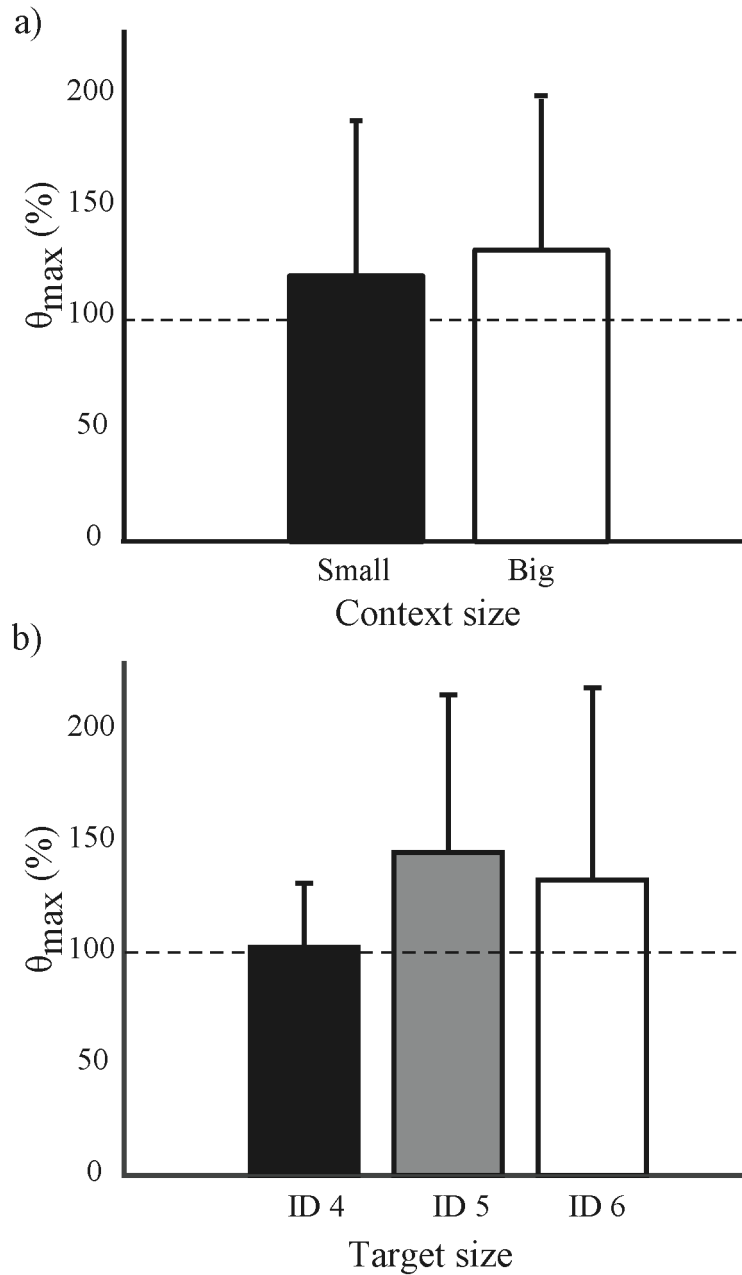 a)
200
150
100
50
0
θmax (%)
Small Big
Context size
b)
200
150
100
50
0
θmax (%)
ID 4 ID 5 ID 6
Target size